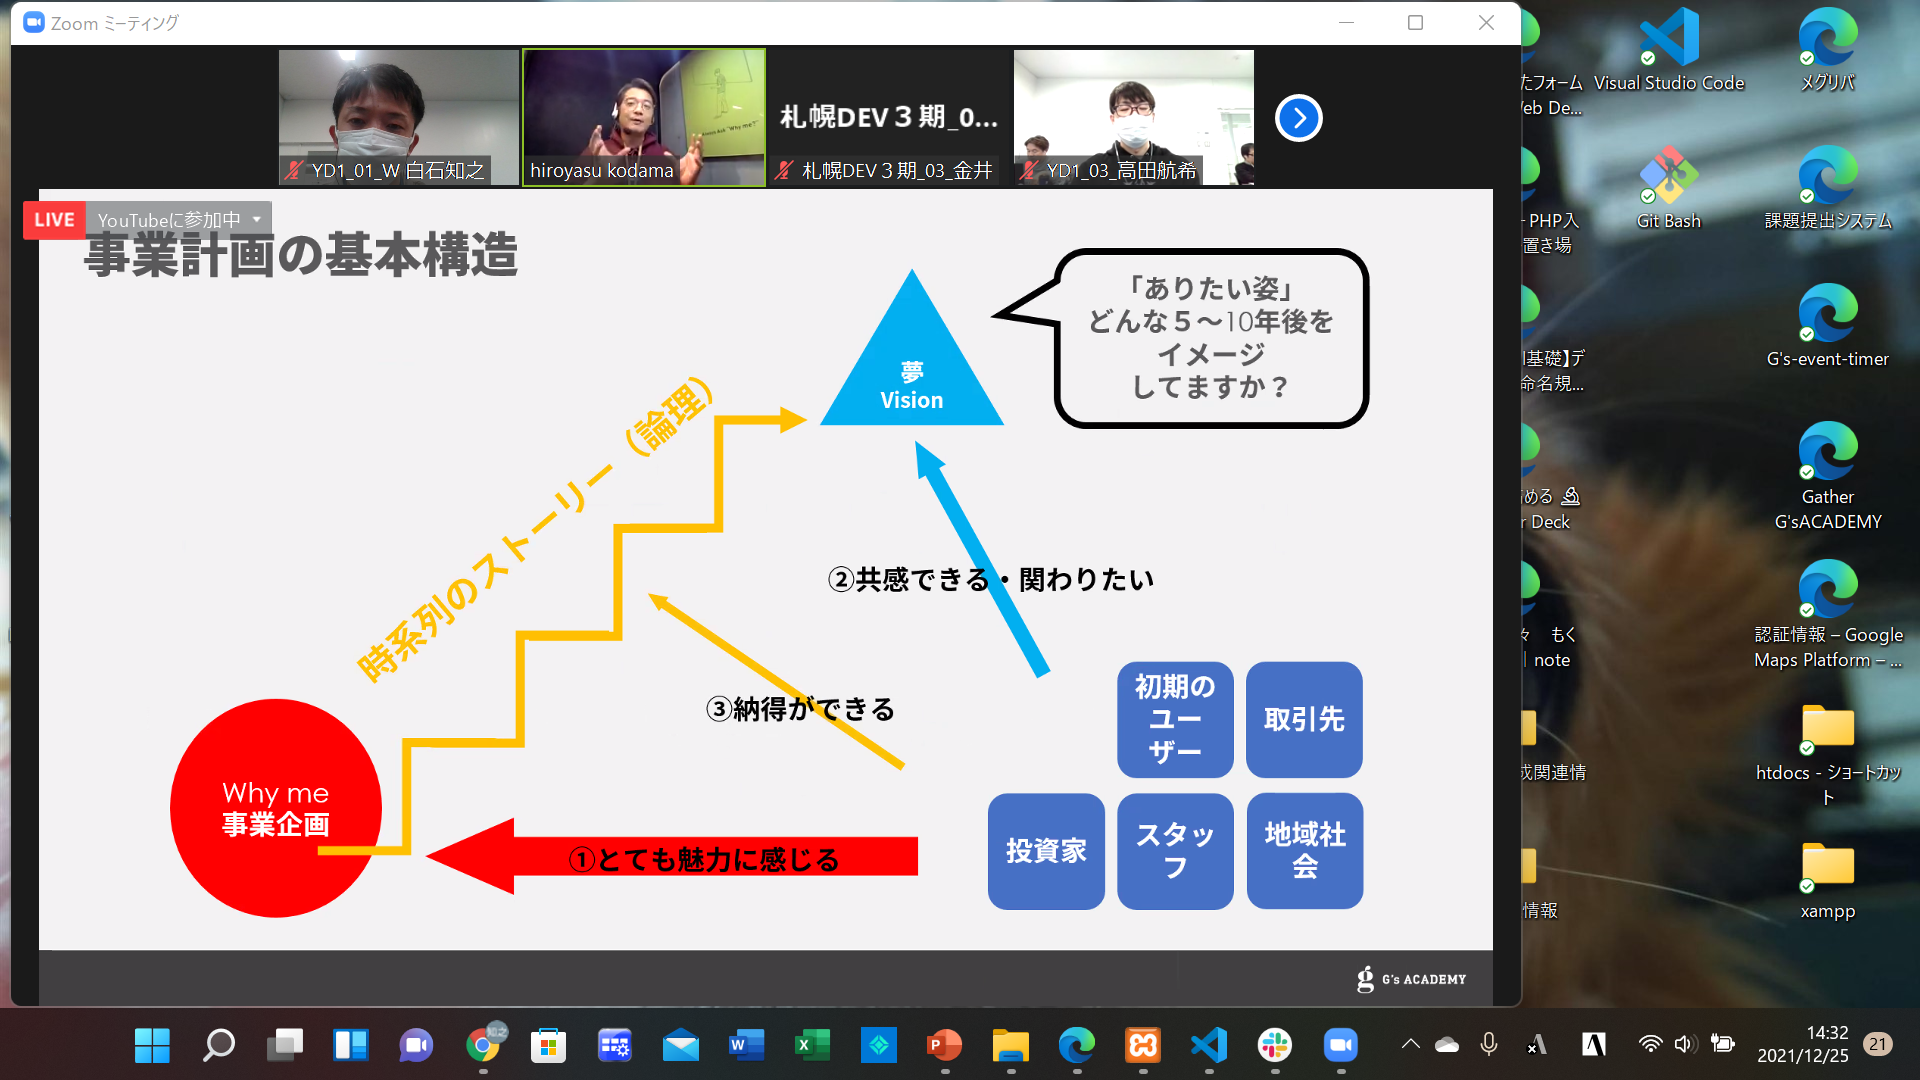 Zoom ミーティング
YD1_01_W 白石知之
hiroyasu kodama
札幌DEV３期_0...
札幌DEV３期_03_金井
YD1_03_高田航希
LIVE
YouTubeに参加中
事業計画の基本構造
「ありたい姿」
どんな５～10年後を
イメージ
してますか？
夢
Vision
時系列のストーリー（論理）
②共感できる・関わりたい
③納得ができる
Why me
事業企画
①とても魅力に感じる
初期の
ユー
ザー
取引先
投資家
スタッ
フ
地域社
会
G's ACADEMY
たフォーム
Visual Studio Code
メグリバ
PHP入
置き場
Git Bash
課題提出システム
基礎】デ
命名規...
G's-event-timer
Deck
Gather
G'sACADEMY
もく
note
認証情報 – Google
Maps Platform – ...
成関連情
htdocs - ショートカッ
ト
情報
xampp
14:32
2021/12/25
21